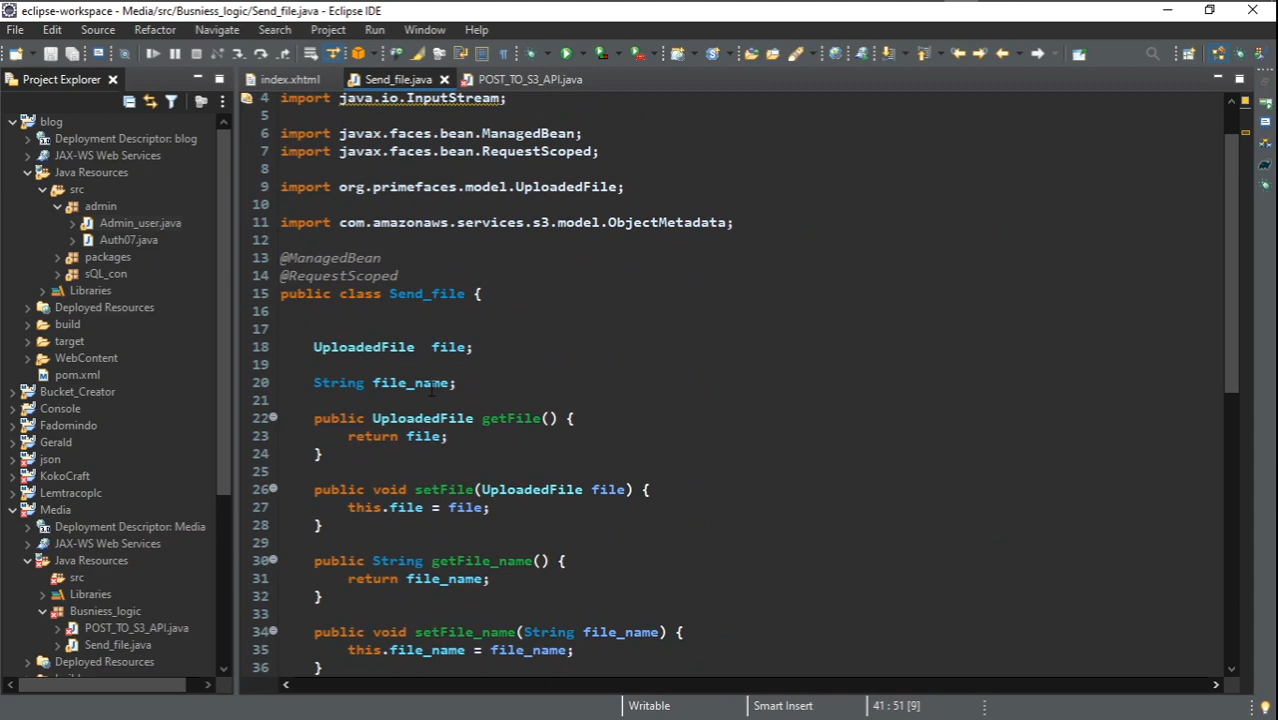 eclipse-workspace - Media/src/Busniess_logic/Send_file.java - Eclipse IDE
File Edit Source Refactor Navigate Search Project Run Window Help
Project Explorer
index.xhtml Send_file.java POST_TO_S3_API.java
blog
Deployment Descriptor: blog
JAX-WS Web Services
Java Resources
src
admin
Admin_user.java
Auth07.java
packages
sQL_con
Libraries
Deployed Resources
build
target
WebContent
pom.xml
Bucket_Creator
Console
Fadomindo
Gerald
json
KokoCraft
Lemtracoplc
Media
Deployment Descriptor: Media
JAX-WS Web Services
Java Resources
src
Libraries
Busniess_logic
POST_TO_S3_API.java
Send_file.java
Deployed Resources
4 import java.io.InputStream;
5
6 import javax.faces.bean.ManagedBean;
7 import javax.faces.bean.RequestScoped;
8
9 import org.primefaces.model.UploadedFile;
10
11 import com.amazonaws.services.s3.model.ObjectMetadata;
12
13 @ManagedBean
14 @RequestScoped
15 public class Send_file {
16
17
18 UploadedFile file;
19
20 String file_name;
21
22 public UploadedFile getFile() {
23 return file;
24 }
25
26 public void setFile(UploadedFile file) {
27 this.file = file;
28 }
29
30 public String getFile_name() {
31 return file_name;
32 }
33
34 public void setFile_name(String file_name) {
35 this.file_name = file_name;
36 }
Writable Smart Insert 41 : 51 [9]